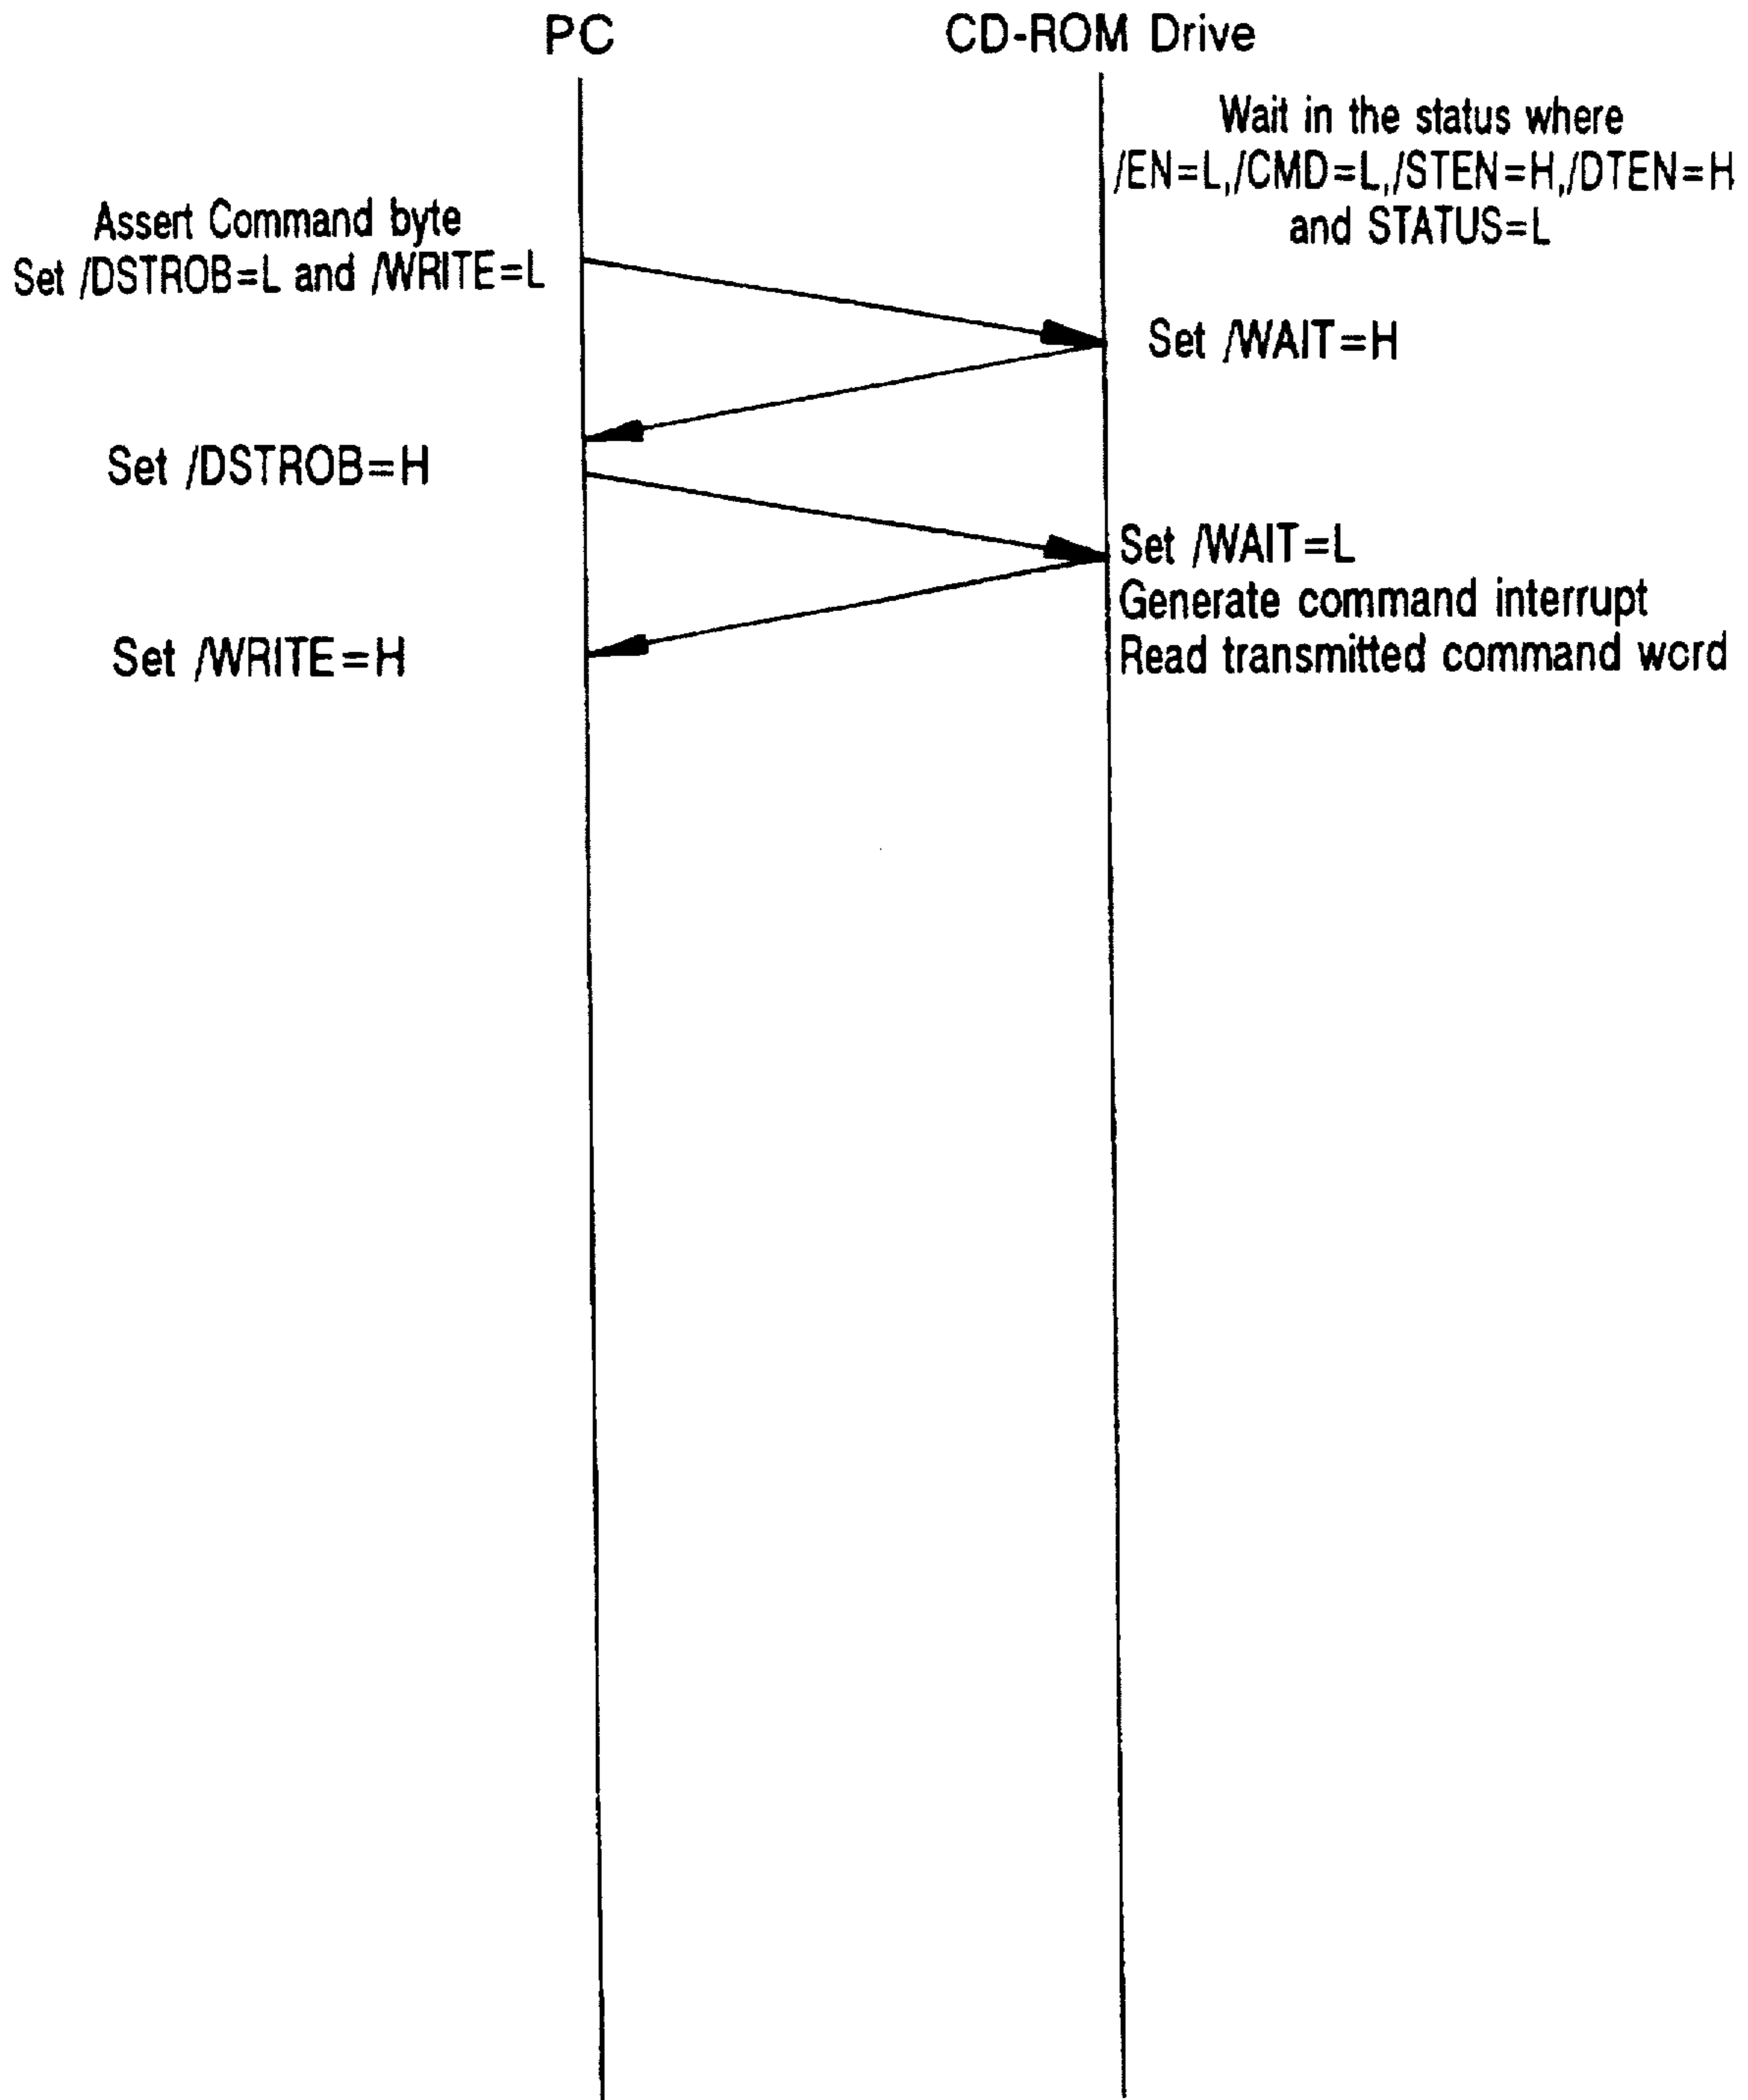 PC
CD-ROM Drive
Wait in the status where
/EN=L,/CMD=L,/STEN=H,/DTEN=H
and STATUS=L
Assert Command byte
Set /DSTROB=L and /WRITE=L
Set /WAIT=H
Set /DSTROB=H
Set /WAIT=L
Generate command interrupt
Read transmitted command word
Set /WRITE=H